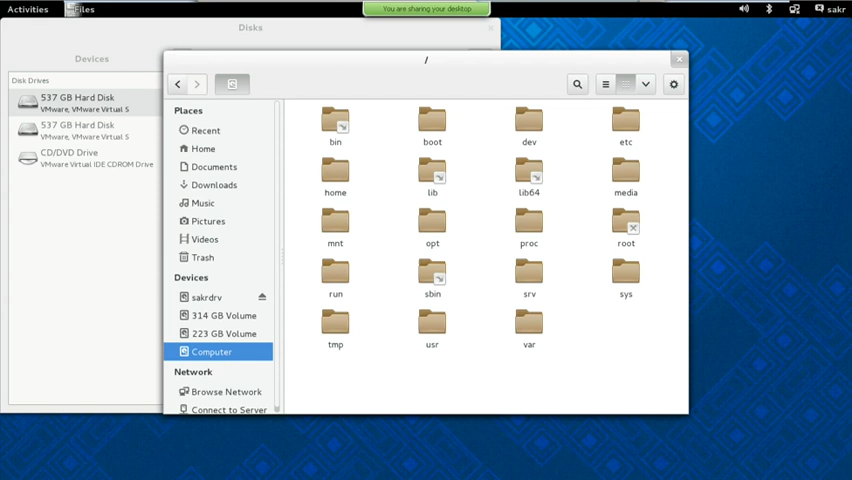 Activities
Files
You are sharing your desktop
sakr
Disks
Devices
Disk Drives
537 GB Hard Disk
VMware, VMware Virtual S
537 GB Hard Disk
VMware, VMware Virtual S
CD/DVD Drive
VMware Virtual IDE CDROM Drive
/
Places
Recent
Home
Documents
Downloads
Music
Pictures
Videos
Trash
Devices
sakrdrv
314 GB Volume
223 GB Volume
Computer
Network
Browse Network
Connect to Server
bin
boot
dev
etc
home
lib
lib64
media
mnt
opt
proc
root
run
sbin
srv
sys
tmp
usr
var